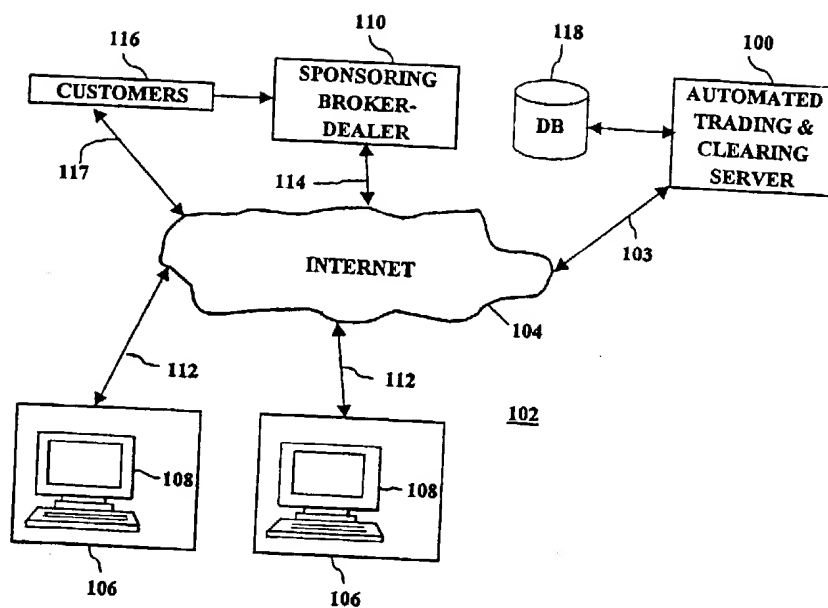 110
118
100
116
SPONSORING
BROKER-
DEALER
CUSTOMERS
DB
AUTOMATED
TRADING &
CLEARING
SERVER
117
114
103
INTERNET
104
112
112
102
108
108
106
106